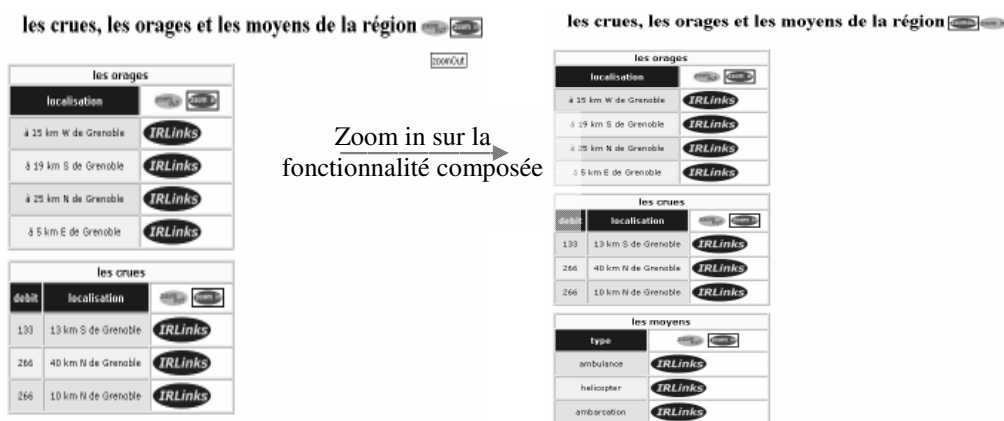 les crues, les orages et les moyens de la région
zoomOut
les orages
localisation
à 15 km W de Grenoble IRLinks
à 19 km S de Grenoble IRLinks
à 25 km N de Grenoble IRLinks
à 5 km E de Grenoble IRLinks
les crues
debit localisation
133 13 km S de Grenoble IRLinks
266 40 km N de Grenoble IRLinks
266 10 km N de Grenoble IRLinks
Zoom in sur la
fonctionnalité composée
les crues, les orages et les moyens de la région
les orages
localisation
à 15 km W de Grenoble IRLinks
à 19 km S de Grenoble IRLinks
à 25 km N de Grenoble IRLinks
à 5 km E de Grenoble IRLinks
les crues
debit localisation
133 13 km S de Grenoble IRLinks
266 40 km N de Grenoble IRLinks
266 10 km N de Grenoble IRLinks
les moyens
type
ambulance IRLinks
helicopter IRLinks
ambarcation IRLinks